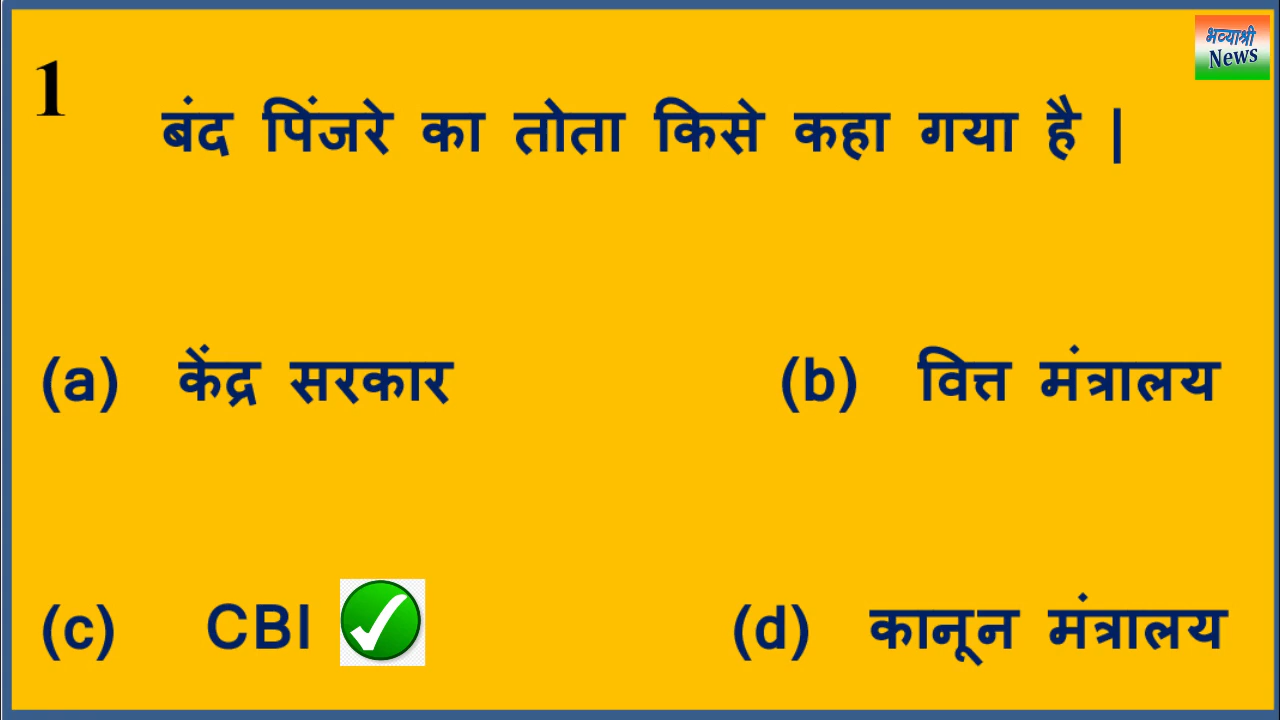 भव्याश्री
News
1
बंद पिंजरे का तोता किसे कहा गया है |
(a) केंद्र सरकार
(b) वित्त मंत्रालय
(c) CBI
(d) कानून मंत्रालय